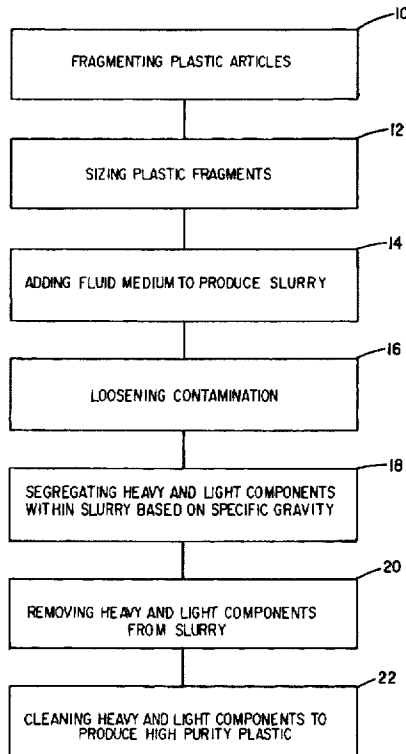 10
FRAGMENTING PLASTIC ARTICLES
12
SIZING PLASTIC FRAGMENTS
14
ADDING FLUID MEDIUM TO PRODUCE SLURRY
16
LOOSENING CONTAMINATION
18
SEGREGATING HEAVY AND LIGHT COMPONENTS
WITHIN SLURRY BASED ON SPECIFIC GRAVITY
20
REMOVING HEAVY AND LIGHT COMPONENTS
FROM SLURRY
22
CLEANING HEAVY AND LIGHT COMPONENTS TO
PRODUCE HIGH PURITY PLASTIC